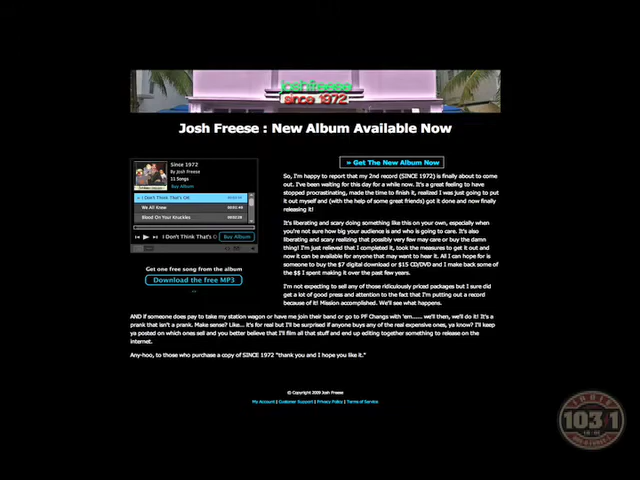 joshfreese
since 1972
Josh Freese : New Album Available Now
Since 1972
By Josh Freese
11 Songs
Buy Album
I Don't Think That's OK
We All Know
Blood On Your Knuckles
I Don't Think That's O
Buy Album
Get one free song from the album
Download the free MP3
» Get The New Album Now
So, I'm happy to report that my 2nd record (SINCE 1972) is finally about to come
out. I've been waiting for this day for a while now. It's a great feeling to have
stopped procrastinating, made the time to finish it, realized I was just going to put
it out myself (with the help of some great friends) got it done and now finally
releasing it!
It's liberating and scary doing something like this on your own, especially when
you're not sure how big your audience is and who is going to care. It's also
liberating and scary realizing that possibly very few may care or buy the damn
thing! I'm just relieved that I completed it, took the measures to get it out and
now it can be available for anyone that may want to hear it. All I can hope for is
someone to buy the $7 digital download or $15 CD/DVD and I make back some of
the $$ I spent making it over the past few years.
I'm not expecting to sell any of those ridiculously priced packages but I sure did
get a lot of good press and attention to the fact that I'm putting out a record
because of it! Mission accomplished. We'll see what happens.
AND if someone does pay to take my station wagon or have me join their band or go to PF Changs with 'em...... we'll then, we'll do it! It's a
prank that isn't a prank. Make sense? Like... it's for real but I'll be surprised if anyone buys any of the real expensive ones, ya know? I'll keep
ya posted on which ones sell and you better believe that I'll film all that stuff and end up editing together something to release on the
internet.
Any-hoo, to those who purchase a copy of SINCE 1972 "thank you and I hope you like it."
© Copyright 2009 Josh Freese
My Account | Customer Support | Privacy Policy | Terms of Service
INDIE
103.1